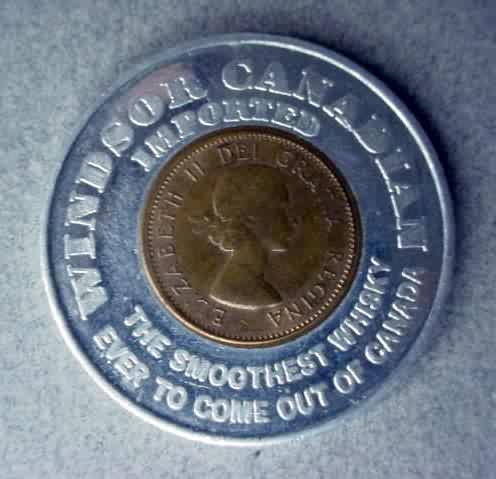 WINDSOR CANADIAN
IMPORTED
ELIZABETH II DEI GRATIA REGINA
THE SMOOTHEST WHISKY
EVER TO COME OUT OF CANADA